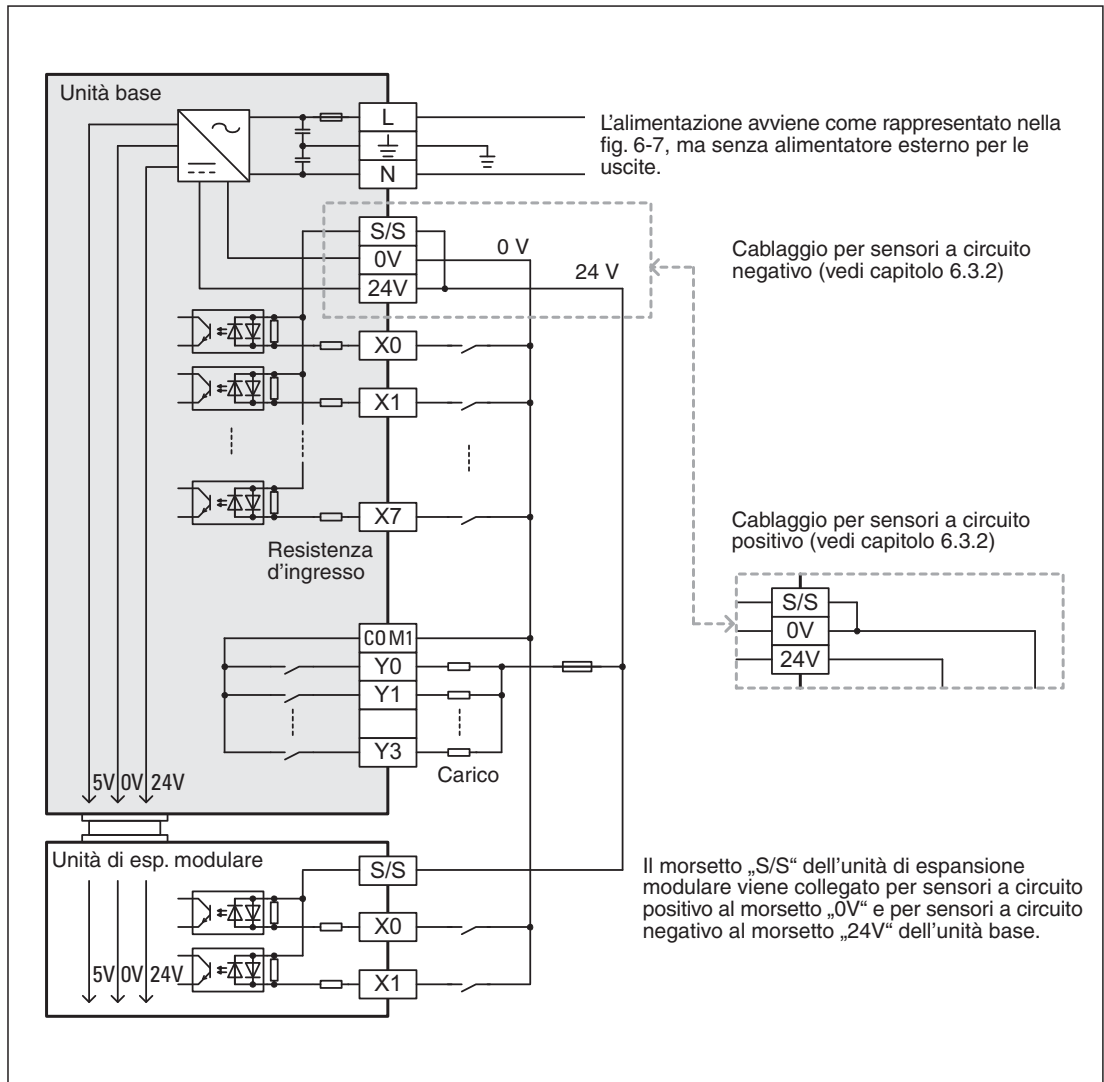 Unità base
L
N
L'alimentazione avviene come rappresentato nella
fig. 6-7, ma senza alimentatore esterno per le
uscite.
S/S
0V
24V
0 V
24 V
Cablaggio per sensori a circuito
negativo (vedi capitolo 6.3.2)
X0
X1
X7
Resistenza
d'ingresso
Cablaggio per sensori a circuito
positivo (vedi capitolo 6.3.2)
S/S
0V
24V
COM1
Y0
Y1
Y3
Carico
5V 0V 24V
Unità di esp. modulare
S/S
X0
X1
5V 0V 24V
Il morsetto „S/S“ dell'unità di espansione
modulare viene collegato per sensori a circuito
positivo al morsetto „0V“ e per sensori a circuito
negativo al morsetto „24V“ dell'unità base.